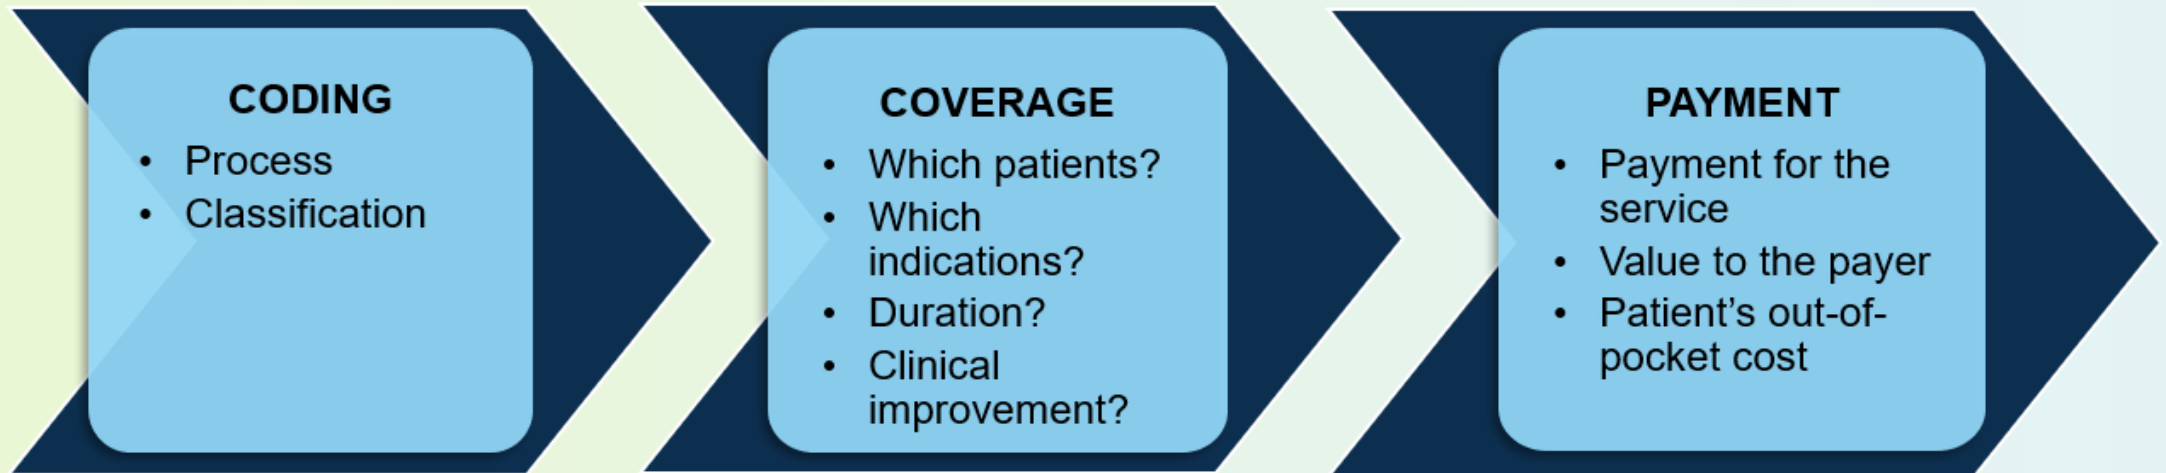 CODING
• Process
• Classification
COVERAGE
• Which patients?
• Which
indications?
• Duration?
• Clinical
improvement?
PAYMENT
• Payment for the
service
• Value to the payer
• Patient’s out-of-
pocket cost